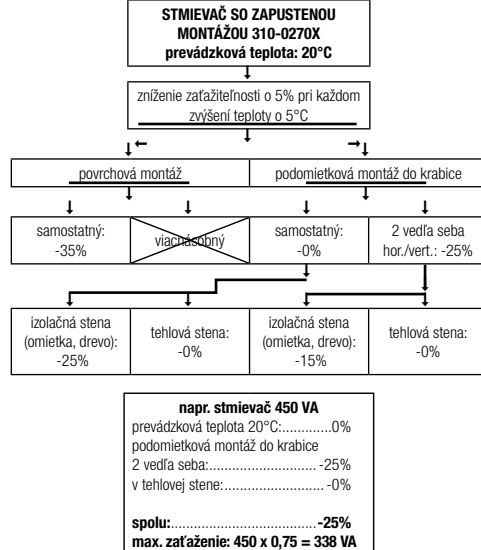 STMIEVAČ SO ZAPUSTENOU
MONTÁŽOU 310-0270X
prevádzková teplota: 20°C
zníženie zaťažiteľnosti o 5% pri každom
zvýšení teploty o 5°C
povrchová montáž
podomietková montáž do krabice
samostatný:
-35%
viacnásobný
samostatný:
-0%
2 vedľa seba
hor./vert.: -25%
izolačná stena
(omietka, drevo):
-25%
tehlová stena:
-0%
izolačná stena
(omietka, drevo):
-15%
tehlová stena:
-0%
napr. stmievač 450 VA
prevádzková teplota 20°C:.............0%
podomietková montáž do krabice
2 vedľa seba:............................... -25%
v tehlovej stene:............................. -0%
spolu:.....................................-25%
max. zaťaženie: 450 x 0,75 = 338 VA